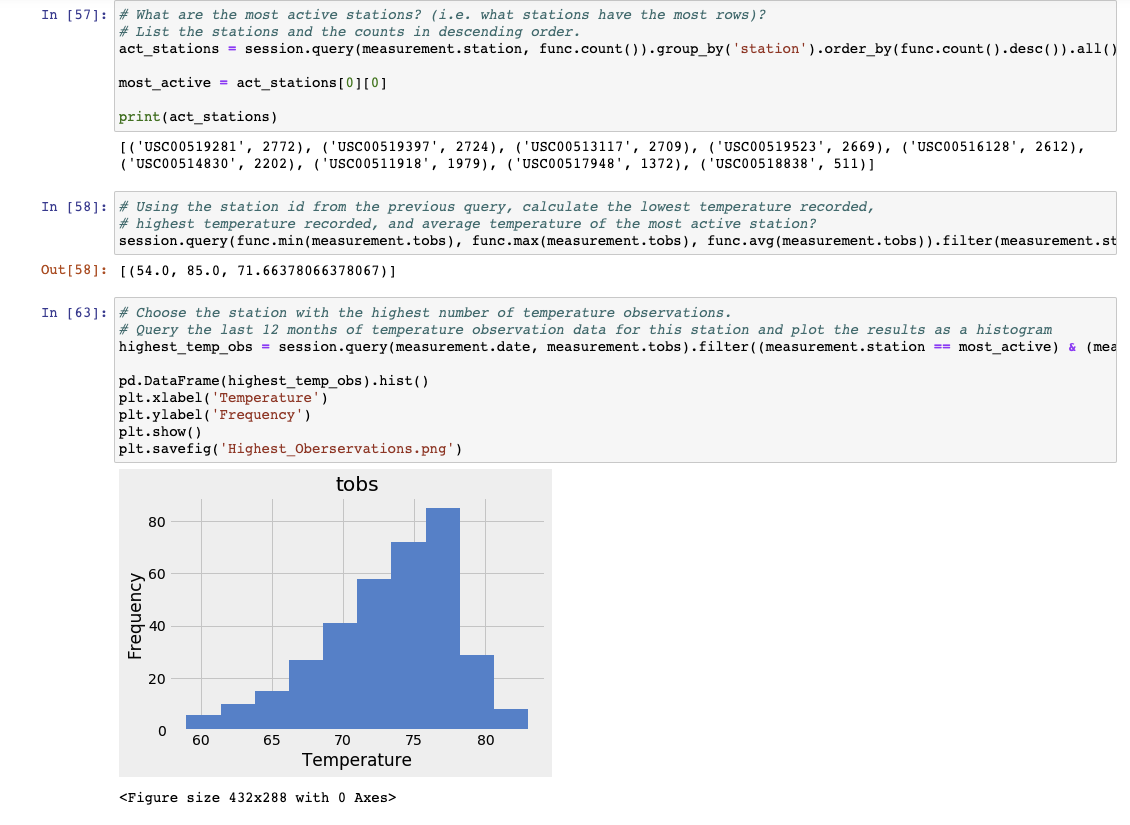 In [57]: # What are the most active stations? (i.e. what stations have the most rows)?
# List the stations and the counts in descending order.
act_stations = session.query(measurement.station, func.count()).group_by('station').order_by(func.count().desc()).all()
most_active = act_stations[0][0]
print(act_stations)
[('USC00519281', 2772), ('USC00519397', 2724), ('USC00513117', 2709), ('USC00519523', 2669), ('USC00516128', 2612),
('USC00514830', 2202), ('USC00511918', 1979), ('USC00517948', 1372), ('USC00518838', 511)]
In [58]: # Using the station id from the previous query, calculate the lowest temperature recorded,
# highest temperature recorded, and average temperature of the most active station?
session.query(func.min(measurement.tobs), func.max(measurement.tobs), func.avg(measurement.tobs)).filter(measurement.st
Out[58]: [(54.0, 85.0, 71.66378066378067)]
In [63]: # Choose the station with the highest number of temperature observations.
# Query the last 12 months of temperature observation data for this station and plot the results as a histogram
highest_temp_obs = session.query(measurement.date, measurement.tobs).filter((measurement.station == most_active) & (mea
pd.DataFrame(highest_temp_obs).hist()
plt.xlabel('Temperature')
plt.ylabel('Frequency')
plt.show()
plt.savefig('Highest_Oberservations.png')
tobs
80
60
40
20
0
Frequency
60 65 70 75 80
Temperature
<Figure size 432x288 with 0 Axes>